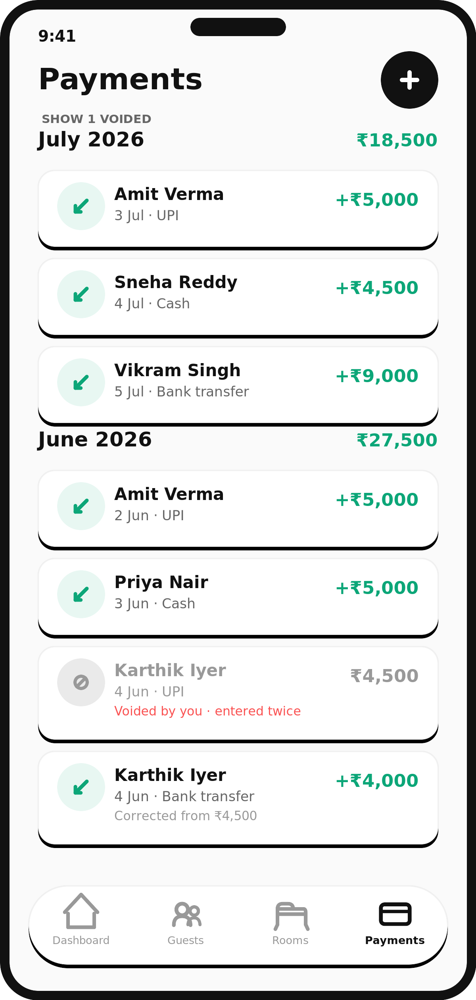 9:41
Payments
SHOW 1 VOIDED
July 2026 ₹18,500
Amit Verma +₹5,000
3 Jul · UPI
Sneha Reddy +₹4,500
4 Jul · Cash
Vikram Singh +₹9,000
5 Jul · Bank transfer
June 2026 ₹27,500
Amit Verma +₹5,000
2 Jun · UPI
Priya Nair +₹5,000
3 Jun · Cash
Karthik Iyer ₹4,500
4 Jun · UPI
Voided by you · entered twice
Karthik Iyer +₹4,000
4 Jun · Bank transfer
Corrected from ₹4,500
Dashboard Guests Rooms Payments